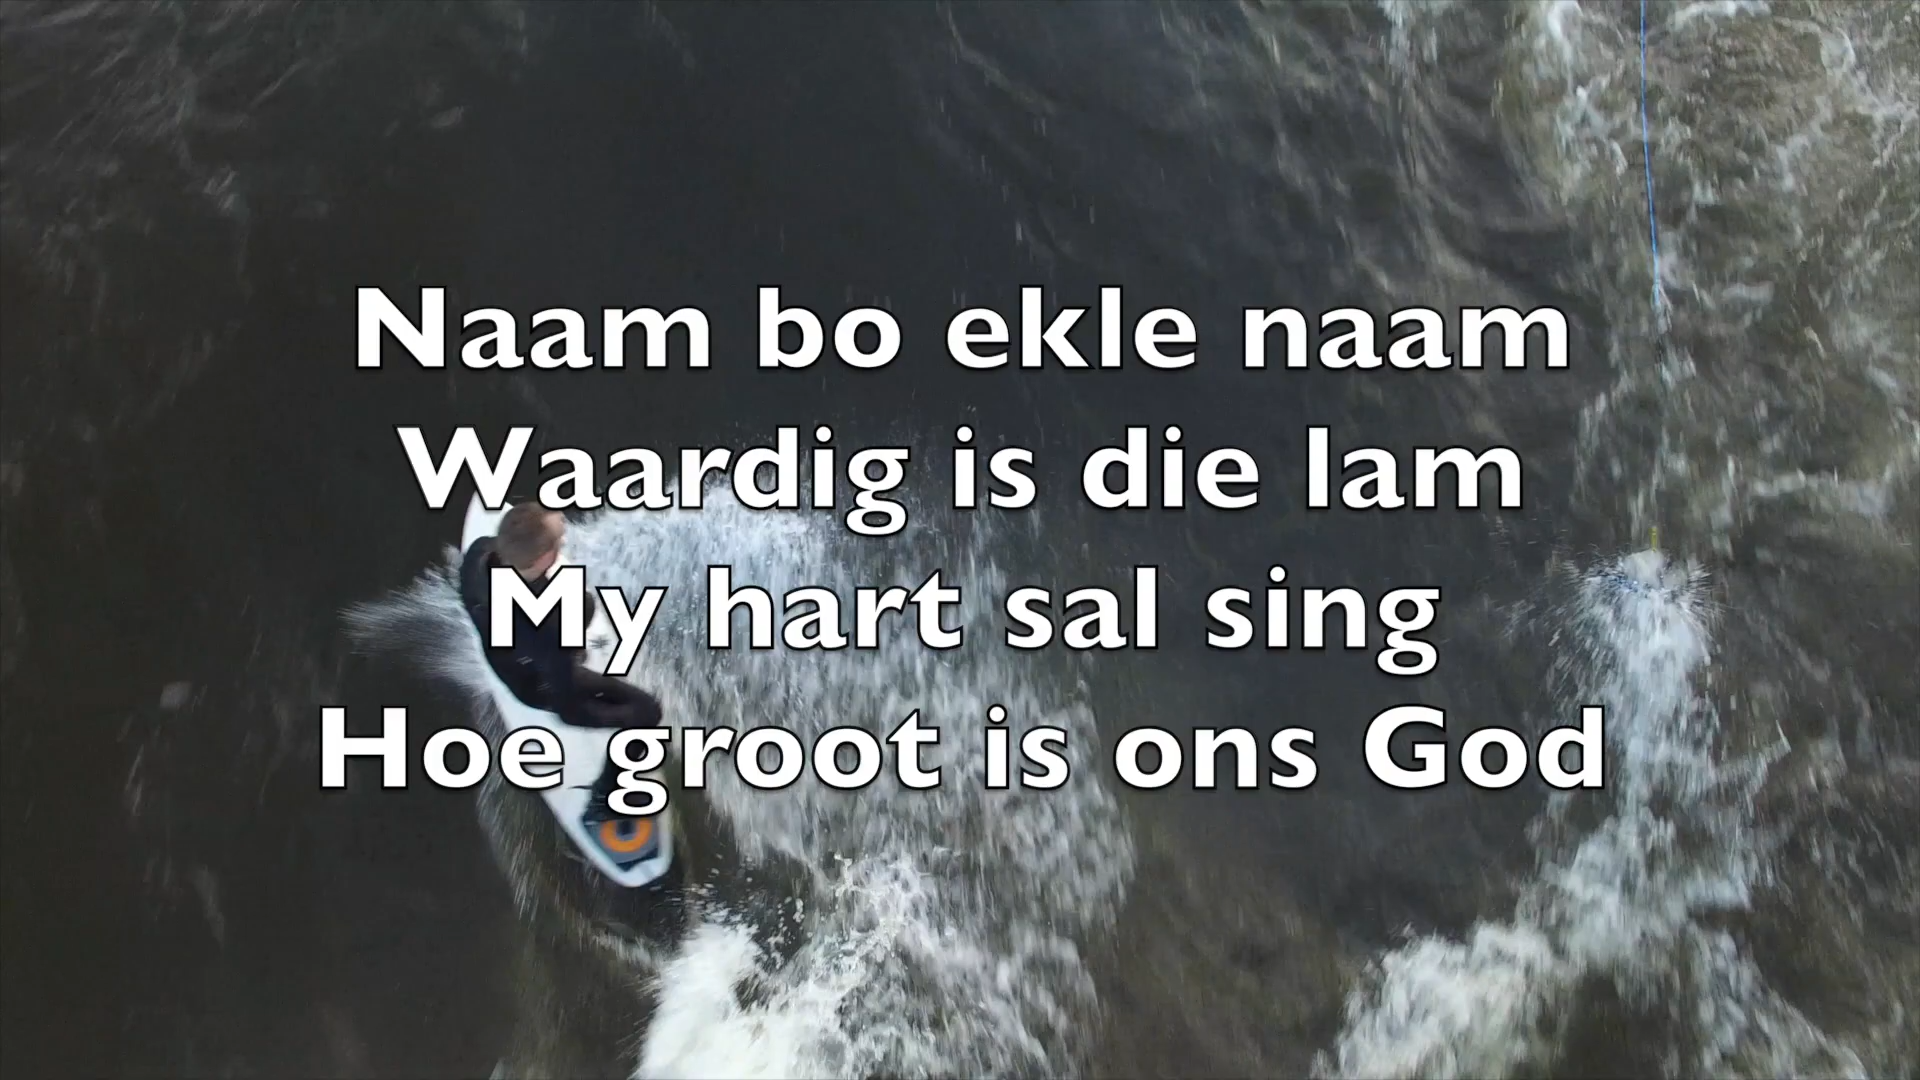 Naam bo ekle naam
Waardig is die lam
My hart sal sing
Hoe groot is ons God